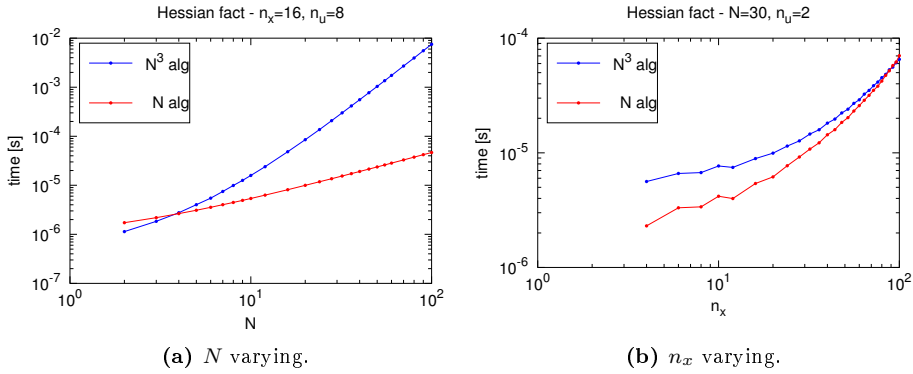 Hessian fact - n_x=16, n_u=8
10^-2
10^-3
10^-4
10^-5
10^-6
10^-7
time [s]
N^3 alg
N alg
10^0
10^1
10^2
N
(a) N varying.
Hessian fact - N=30, n_u=2
10^-4
10^-5
10^-6
time [s]
N^3 alg
N alg
10^0
10^1
10^2
n_x
(b) n_x varying.